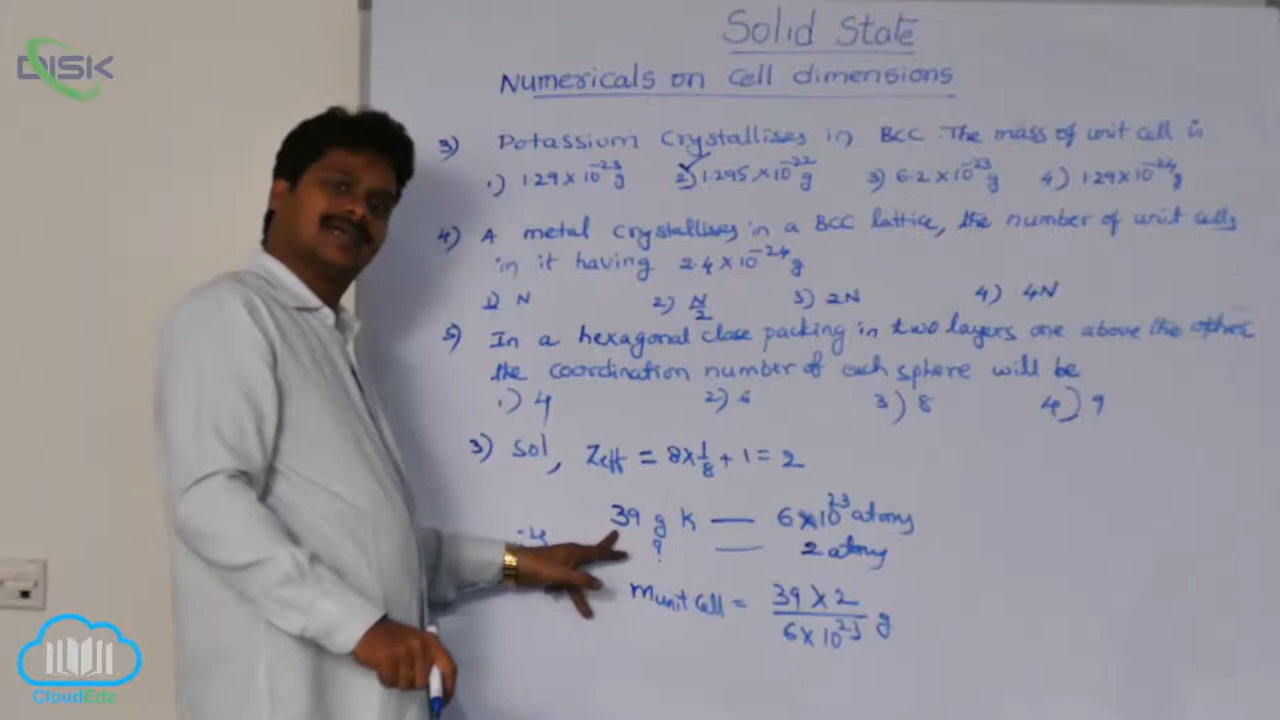 DISK
Solid State
Numericals on Cell dimensions
3) Potassium Crystallises in BCC. The mass of unit cell is
1) 1.29 × 10⁻²³ g 2) 1.295 × 10⁻²² g 3) 6.2 × 10⁻²³ g 4) 1.29 × 10⁻²⁴ g
4) A metal crystallises in a BCC lattice, the number of unit cells
in it having 2.4 × 10⁻²⁴ g
1) N 2) N/2 3) 2N 4) 4N
5) In a hexagonal close packing in two layers one above the other
the coordination number of each sphere will be
1.) 4 2) 6 3) 8 4) 9
3) Sol, Zeff = 8 × 1/8 + 1 = 2
39 g K — 6 × 10²³ atoms
? — 2 atoms
m unit cell = 39 × 2 / 6 × 10²³ g
CloudEdz